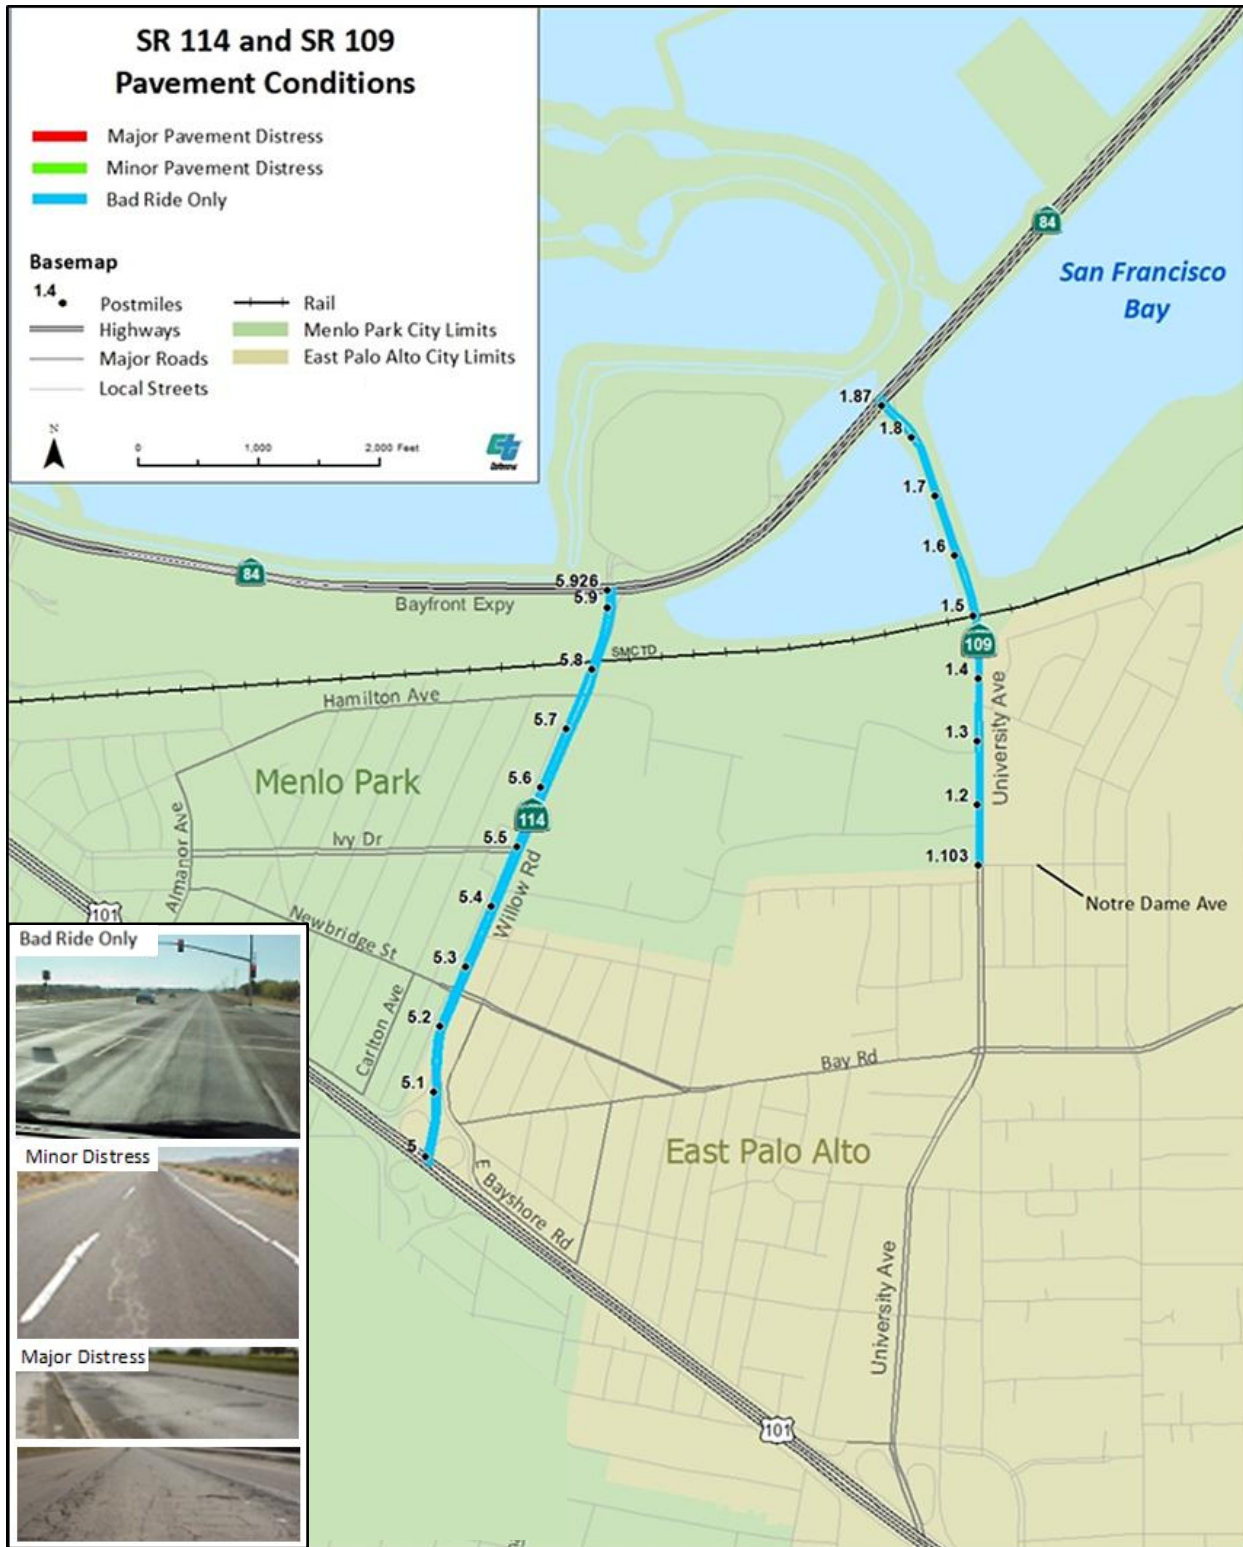 SR 114 and SR 109
Pavement Conditions
Major Pavement Distress
Minor Pavement Distress
Bad Ride Only
Basemap
1.4
Postmiles
Highways
Major Roads
Local Streets
Rail
Menlo Park City Limits
East Palo Alto City Limits
N
0
1,000
2,000 Feet
84
San Francisco
Bay
1.87
1.8
1.7
1.6
1.5
109
1.4
1.3
1.2
1.103
University Ave
Notre Dame Ave
84
Bayfront Expy
5.926
5.9
SMCTD
5.8
Hamilton Ave
5.7
Menlo Park
5.6
114
5.5
Ivy Dr
Almanor Ave
Willow Rd
5.4
101
Newbridge St
5.3
Carlton Ave
5.2
Bay Rd
5.1
5
East Palo Alto
E Bayshore Rd
University Ave
101
Bad Ride Only
Minor Distress
Major Distress